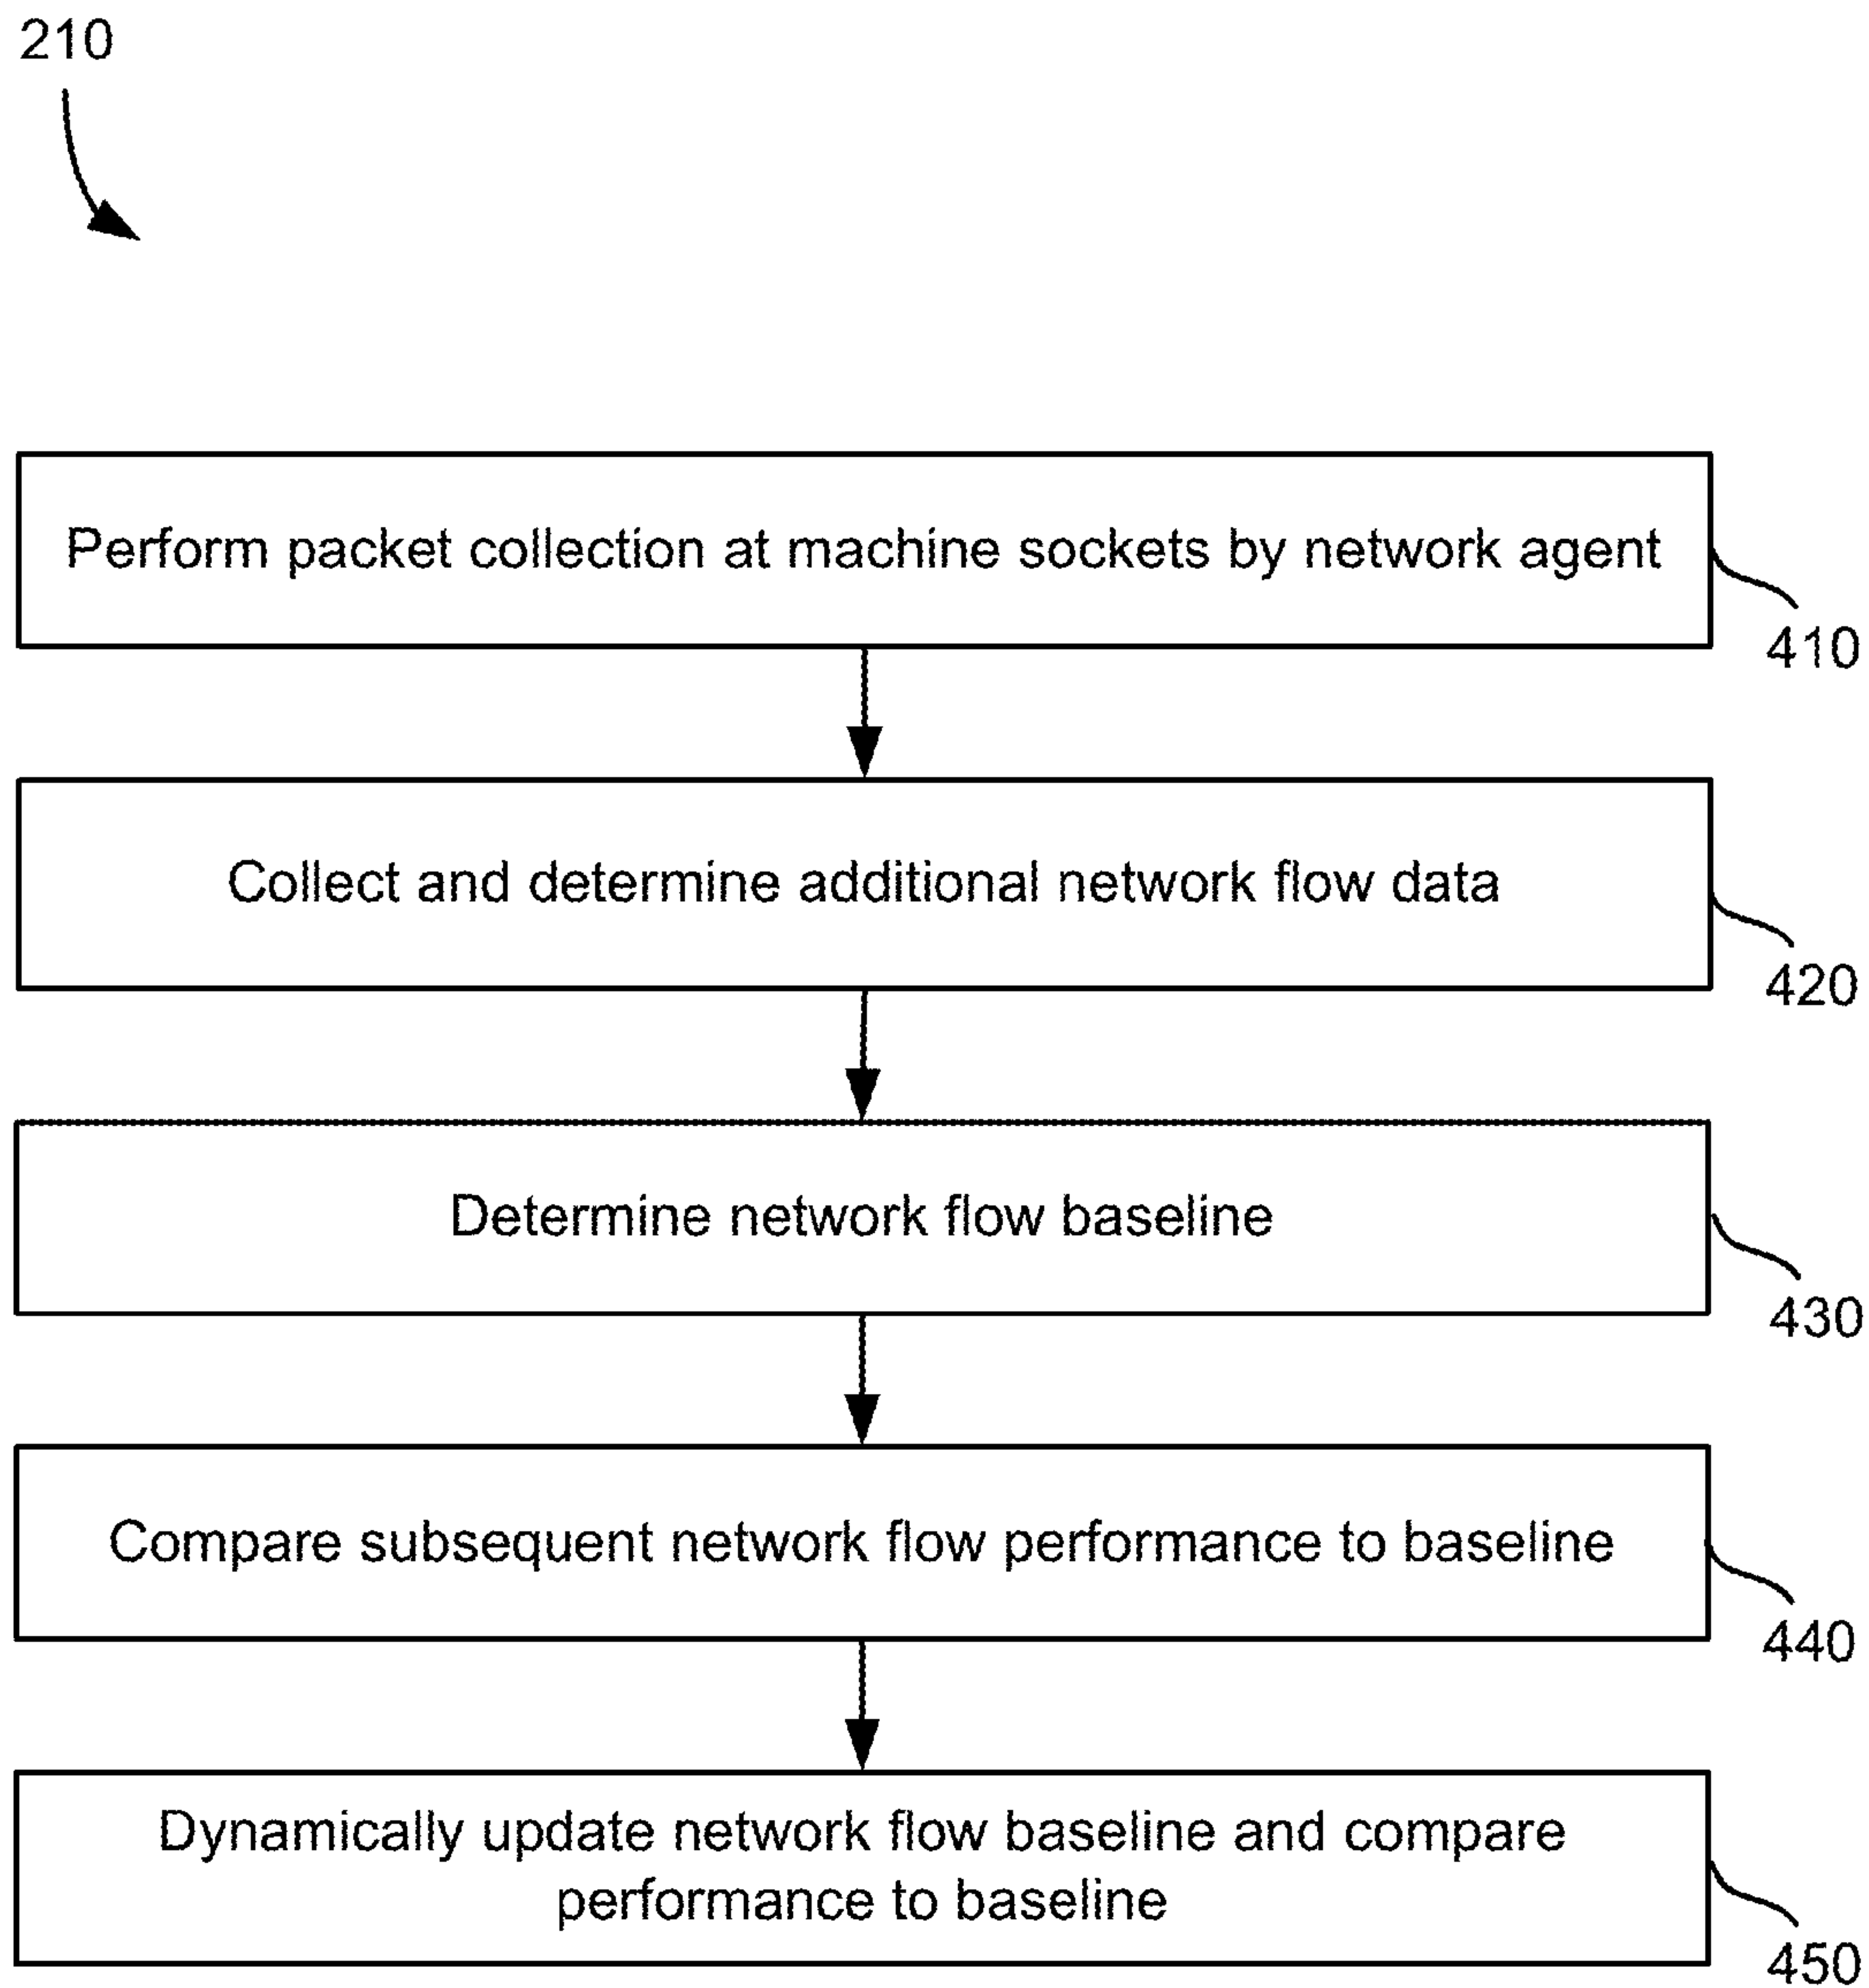 210
Perform packet collection at machine sockets by network agent
410
Collect and determine additional network flow data
420
Determine network flow baseline
430
Compare subsequent network flow performance to baseline
440
Dynamically update network flow baseline and compare
performance to baseline
450